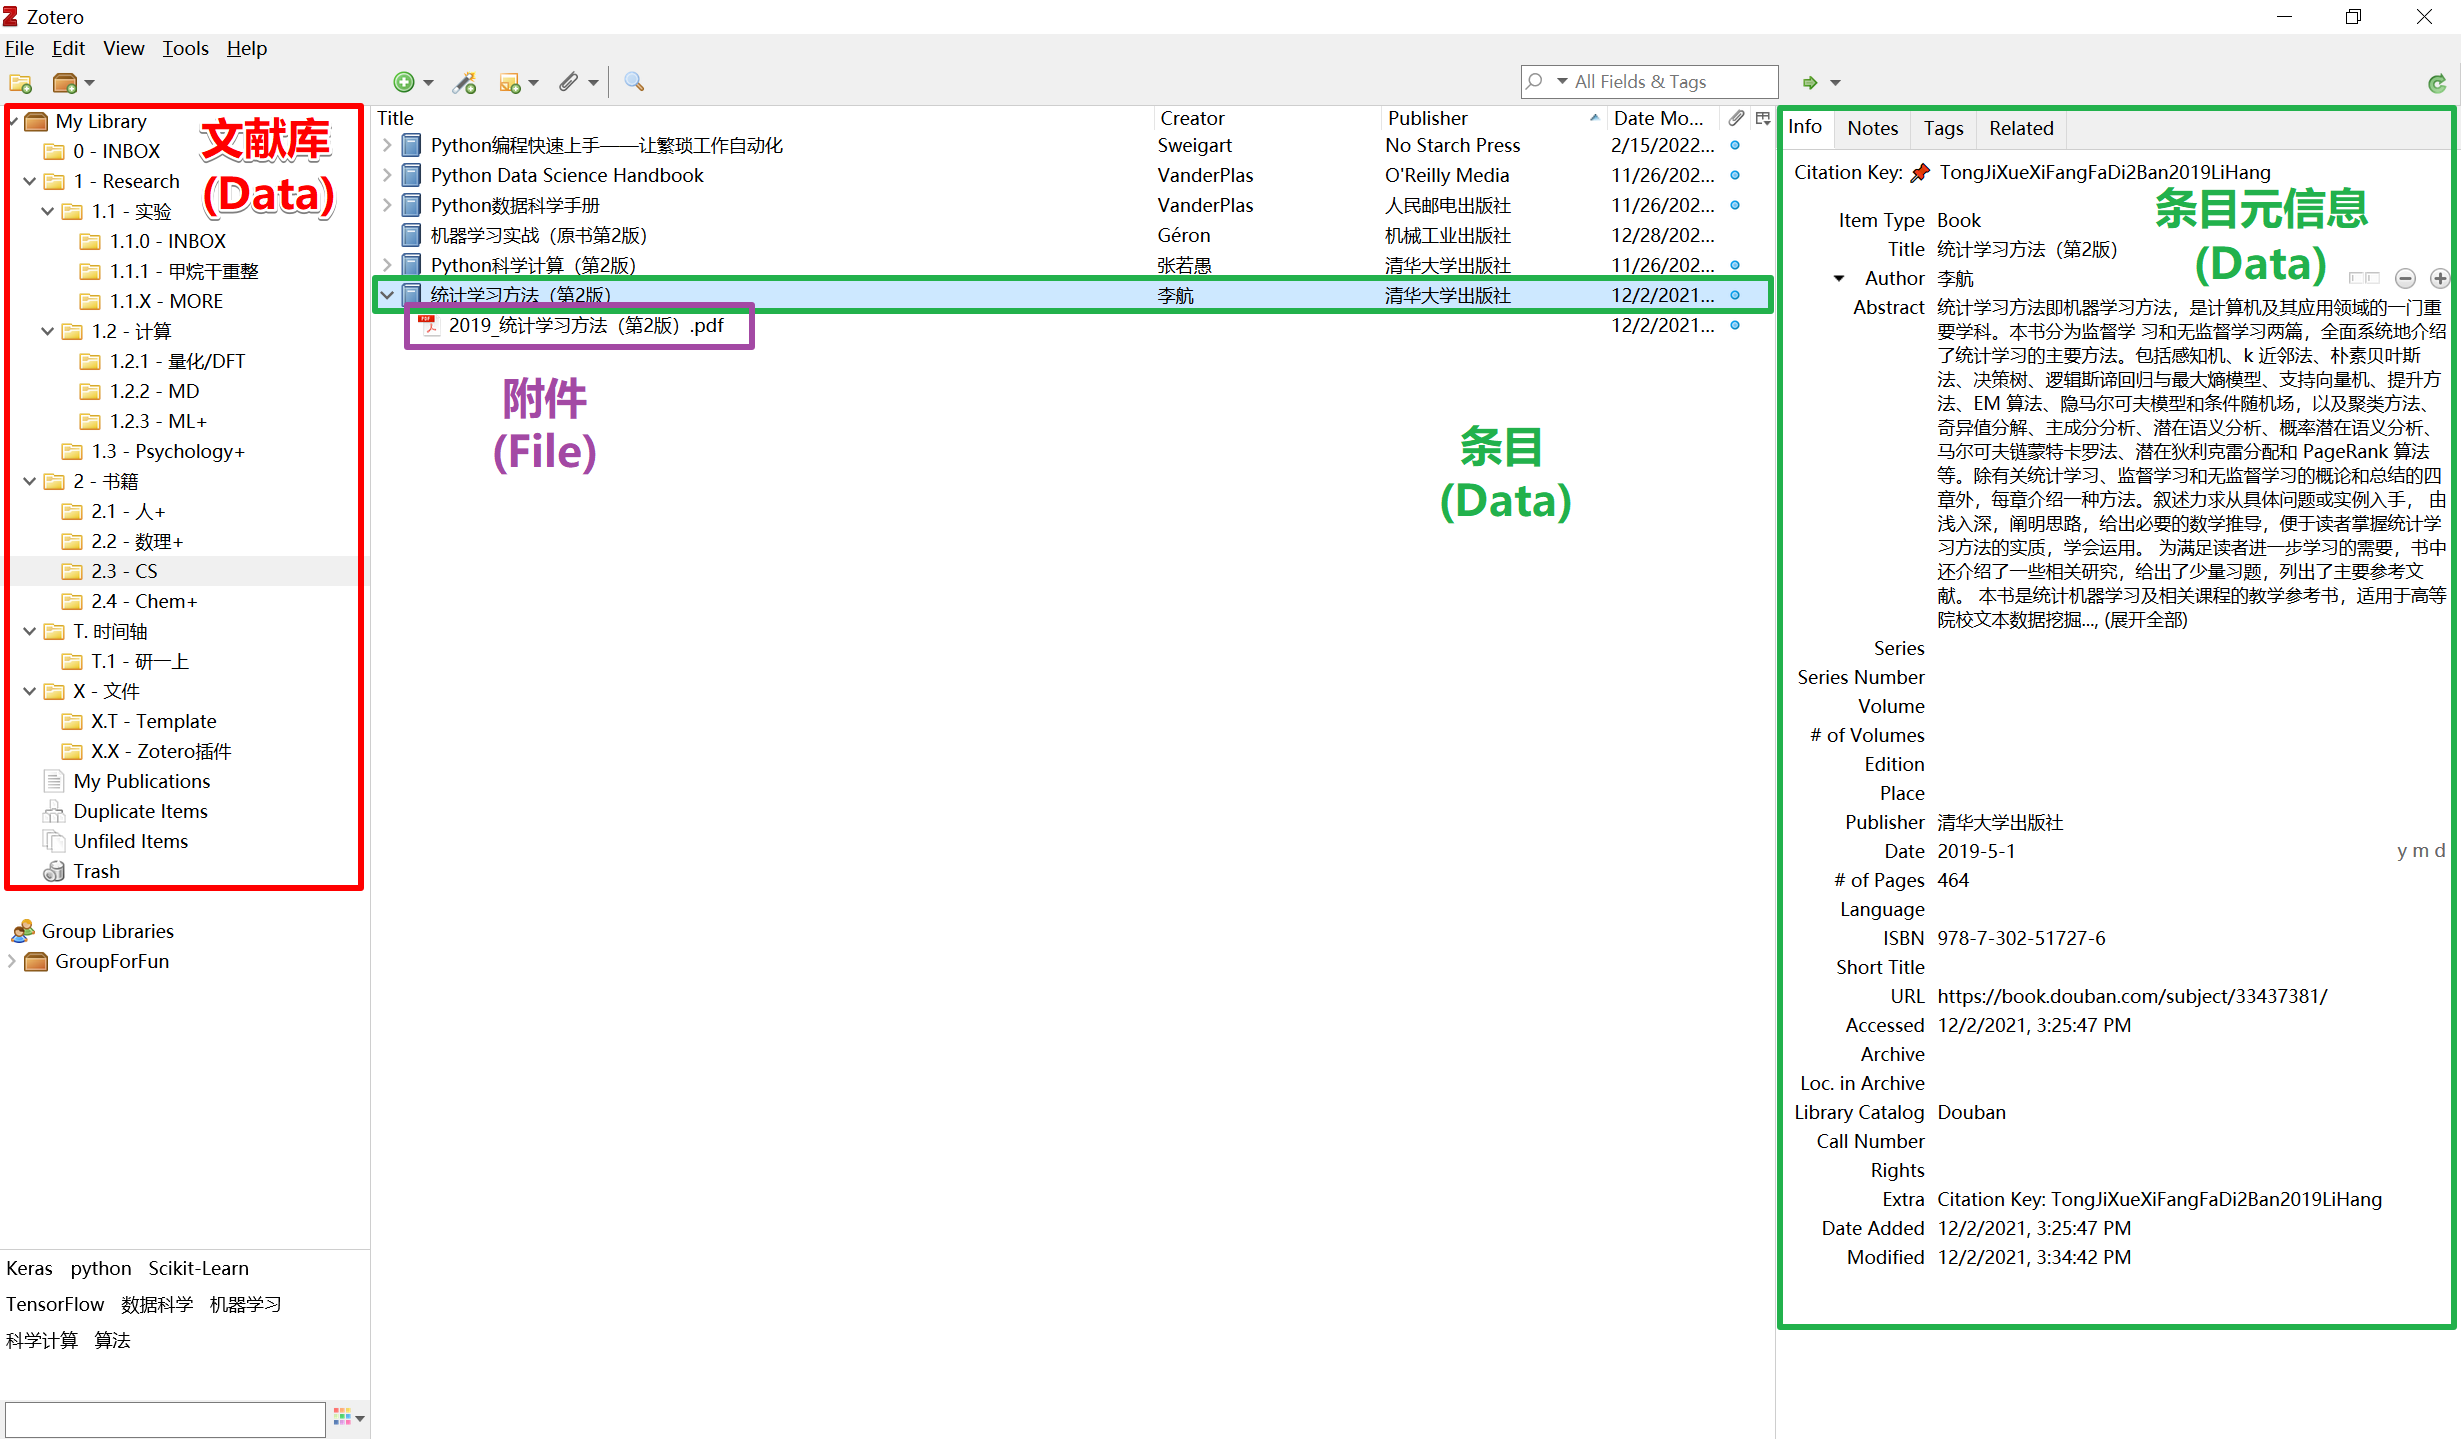 Zotero
File Edit View Tools Help
All Fields & Tags
My Library
0 - INBOX
1 - Research
1.1 - 实验
1.1.0 - INBOX
1.1.1 - 甲烷干重整
1.1.X - MORE
1.2 - 计算
1.2.1 - 量化/DFT
1.2.2 - MD
1.2.3 - ML+
1.3 - Psychology+
2 - 书籍
2.1 - 人+
2.2 - 数理+
2.3 - CS
2.4 - Chem+
T. 时间轴
T.1 - 研一上
X - 文件
X.T - Template
X.X - Zotero插件
My Publications
Duplicate Items
Unfiled Items
Trash
文献库
(Data)
Group Libraries
GroupForFun
Keras python Scikit-Learn
TensorFlow 数据科学 机器学习
科学计算 算法
Title Creator Publisher Date Mo...
Python编程快速上手——让繁琐工作自动化 Sweigart No Starch Press 2/15/2022...
Python Data Science Handbook VanderPlas O'Reilly Media 11/26/202...
Python数据科学手册 VanderPlas 人民邮电出版社 11/26/202...
机器学习实战（原书第2版） Géron 机械工业出版社 12/28/202...
Python科学计算（第2版） 张若愚 清华大学出版社 11/26/202...
统计学习方法（第2版） 李航 清华大学出版社 12/2/2021...
2019_统计学习方法（第2版）.pdf 12/2/2021...
附件
(File)
条目
(Data)
Info Notes Tags Related
Citation Key: TongJiXueXiFangFaDi2Ban2019LiHang
条目元信息
(Data)
Item Type Book
Title 统计学习方法（第2版）
Author 李航
Abstract 统计学习方法即机器学习方法，是计算机及其应用领域的一门重
要学科。本书分为监督学 习和无监督学习两篇，全面系统地介绍
了统计学习的主要方法。包括感知机、k 近邻法、朴素贝叶斯
法、决策树、逻辑斯谛回归与最大熵模型、支持向量机、提升方
法、EM 算法、隐马尔可夫模型和条件随机场，以及聚类方法、
奇异值分解、主成分分析、潜在语义分析、概率潜在语义分析、
马尔可夫链蒙特卡罗法、潜在狄利克雷分配和 PageRank 算法
等。除有关统计学习、监督学习和无监督学习的概论和总结的四
章外，每章介绍一种方法。叙述力求从具体问题或实例入手， 由
浅入深，阐明思路，给出必要的数学推导，便于读者掌握统计学
习方法的实质，学会运用。 为满足读者进一步学习的需要，书中
还介绍了一些相关研究，给出了少量习题，列出了主要参考文
献。 本书是统计机器学习及相关课程的教学参考书，适用于高等
院校文本数据挖掘..., (展开全部)
Series
Series Number
Volume
# of Volumes
Edition
Place
Publisher 清华大学出版社
Date 2019-5-1 y m d
# of Pages 464
Language
ISBN 978-7-302-51727-6
Short Title
URL https://book.douban.com/subject/33437381/
Accessed 12/2/2021, 3:25:47 PM
Archive
Loc. in Archive
Library Catalog Douban
Call Number
Rights
Extra Citation Key: TongJiXueXiFangFaDi2Ban2019LiHang
Date Added 12/2/2021, 3:25:47 PM
Modified 12/2/2021, 3:34:42 PM